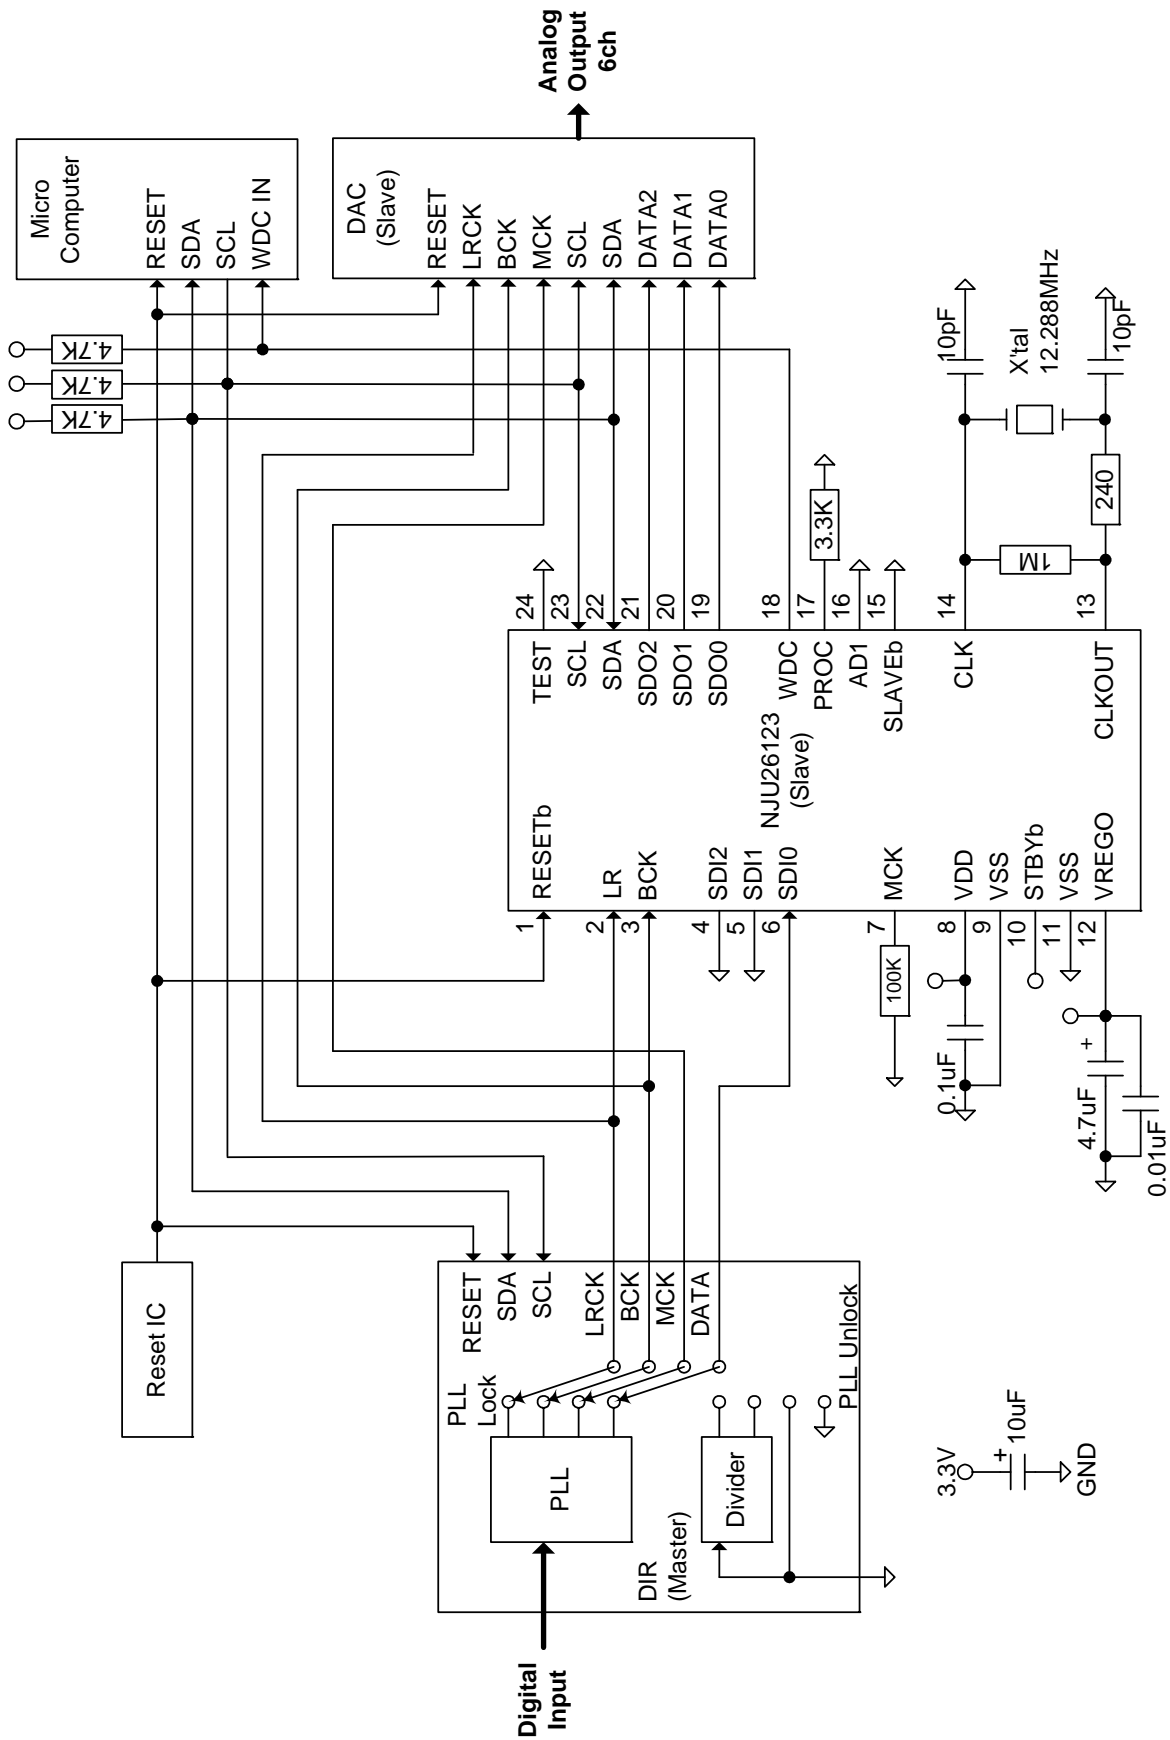 Digital
Input
Reset IC
RESET
SDA
SCL
LRCK
BCK
MCK
DATA
PLL
Lock
PLL
DIR
(Master)
Divider
PLL Unlock
3.3V
+
10uF
GND
Micro
Computer
RESET
SDA
SCL
WDC IN
4.7K
4.7K
4.7K
DAC
(Slave)
RESET
LRCK
BCK
MCK
SCL
SDA
DATA2
DATA1
DATA0
Analog
Output
6ch
NJU26123
(Slave)
1
RESETb
2
LR
3
BCK
4
SDI2
5
SDI1
6
SDI0
7
MCK
8
VDD
9
VSS
10
STBYb
11
VSS
12
VREGO
100K
0.1uF
+
4.7uF
0.01uF
TEST
24
SCL
23
SDA
22
SDO2
21
SDO1
20
SDO0
19
WDC
18
PROC
17
AD1
16
SLAVEb
15
CLK
14
CLKOUT
13
3.3K
1M
240
10pF
X'tal
12.288MHz
10pF